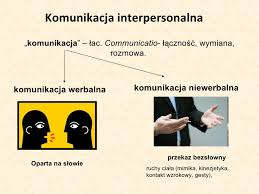 Komunikacja interpersonalna
„komunikacja” – łac. Communicatio- łączność, wymiana,
rozmowa.
komunikacja werbalna
komunikacja niewerbalna
Oparta na słowie
przekaz bezsłowny
ruchy ciała (mimika, kinezjetyka,
kontakt wzrokowy, gesty),